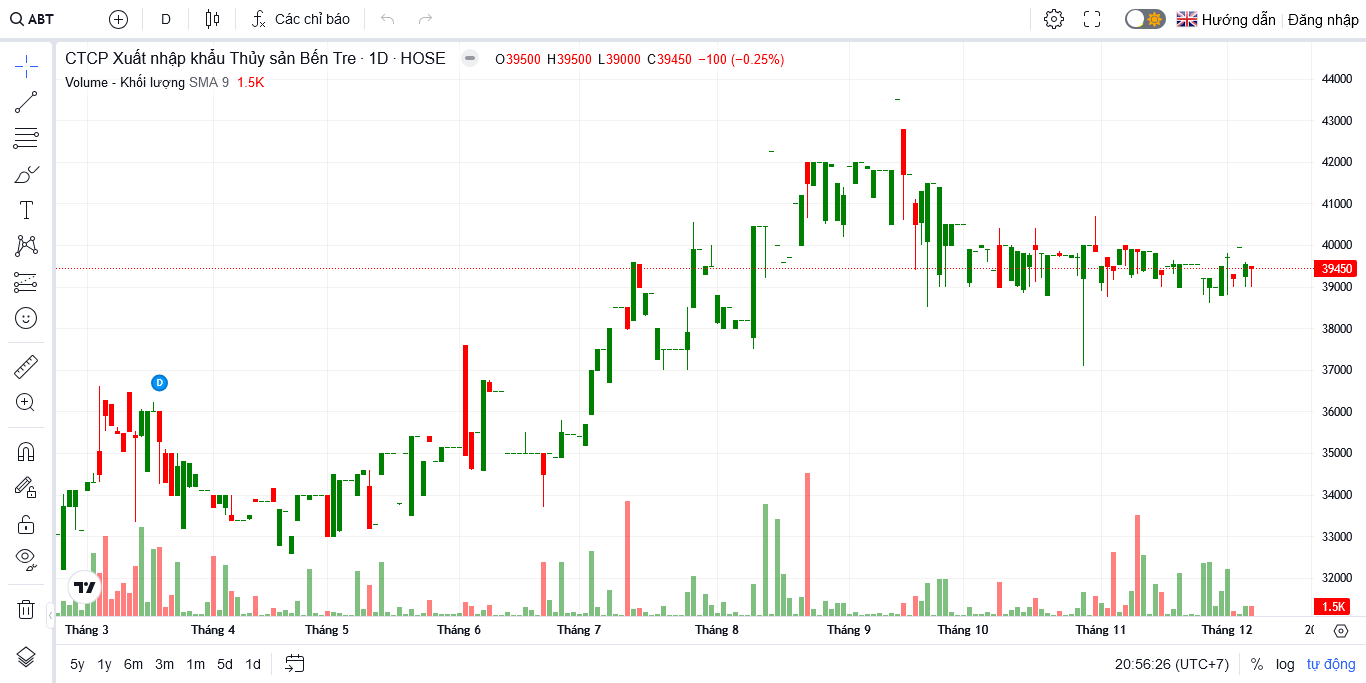 ABT D Các chỉ báo Hướng dẫn Đăng nhập
CTCP Xuất nhập khẩu Thủy sản Bến Tre · 1D · HOSE O39500 H39500 L39000 C39450 −100 (−0.25%)
Volume - Khối lượng SMA 9 1.5K
44000
43000
42000
41000
40000
39450
39000
38000
37000
D
36000
35000
34000
33000
32000
1.5K
Tháng 3 Tháng 4 Tháng 5 Tháng 6 Tháng 7 Tháng 8 Tháng 9 Tháng 10 Tháng 11 Tháng 12
5y 1y 6m 3m 1m 5d 1d 20:56:26 (UTC+7) % log tự động